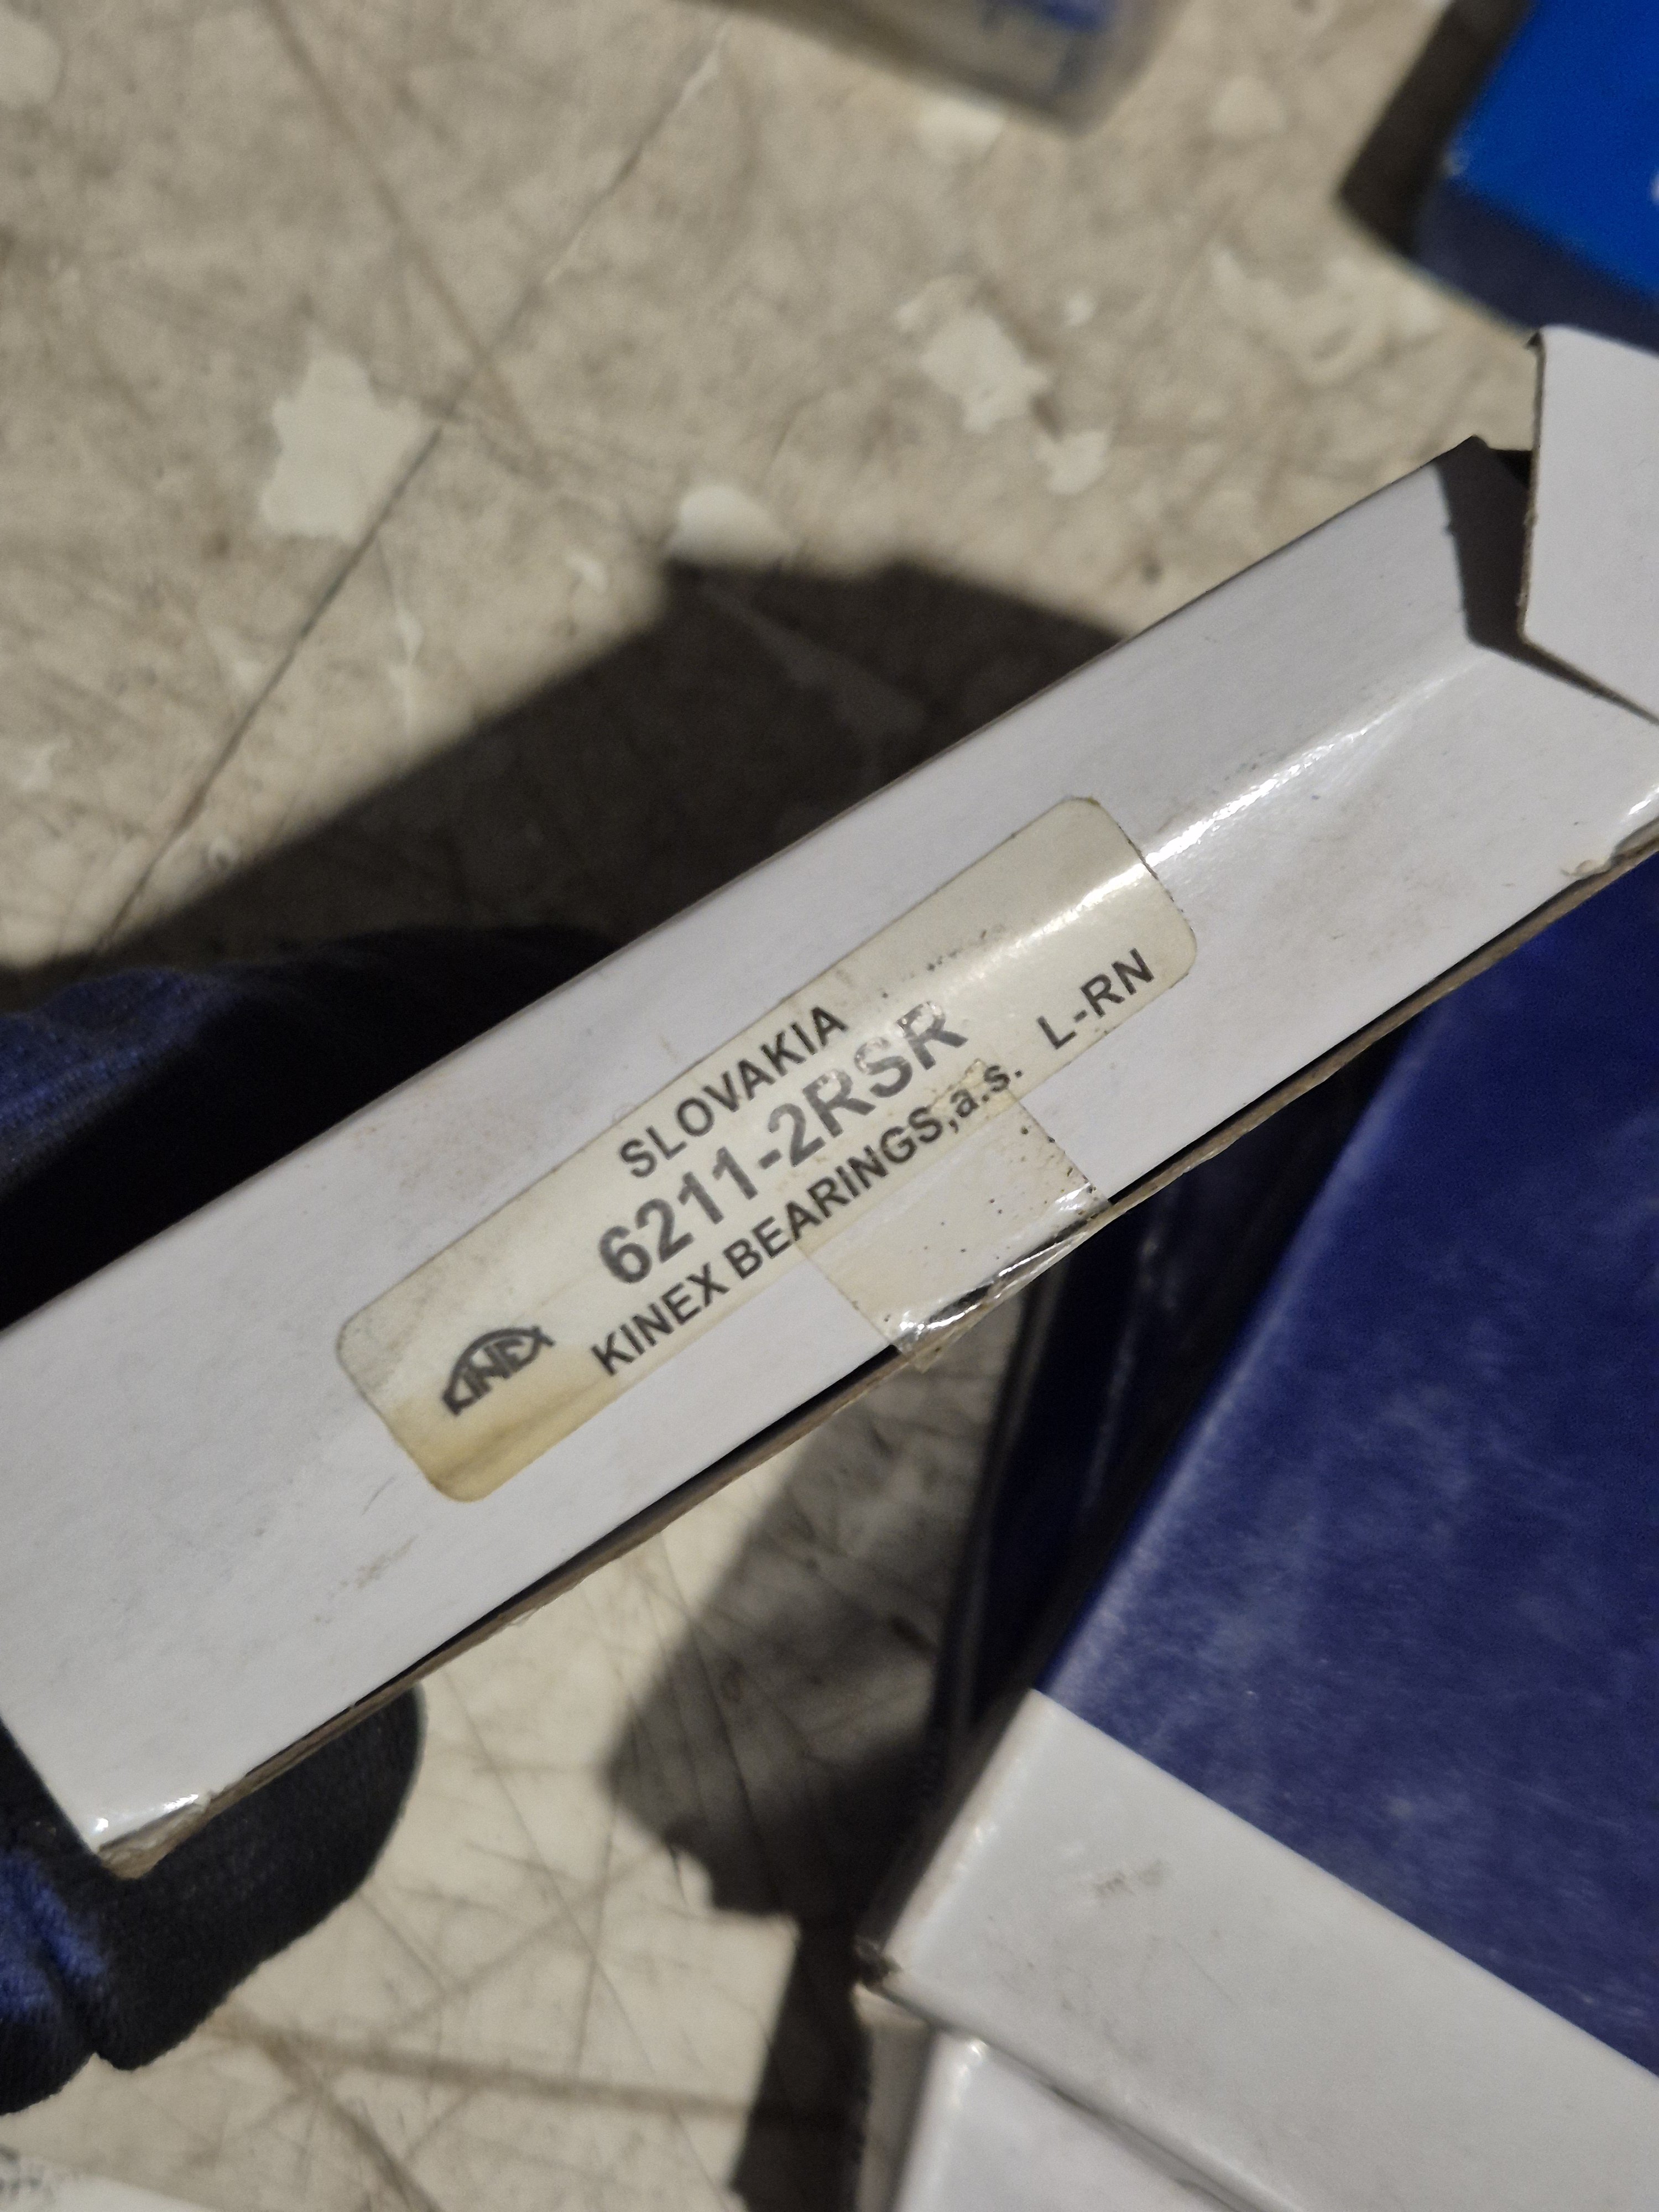 SLOVAKIA
6211-2RSR
KINEX BEARINGS,a.s. L-RN
KINEX